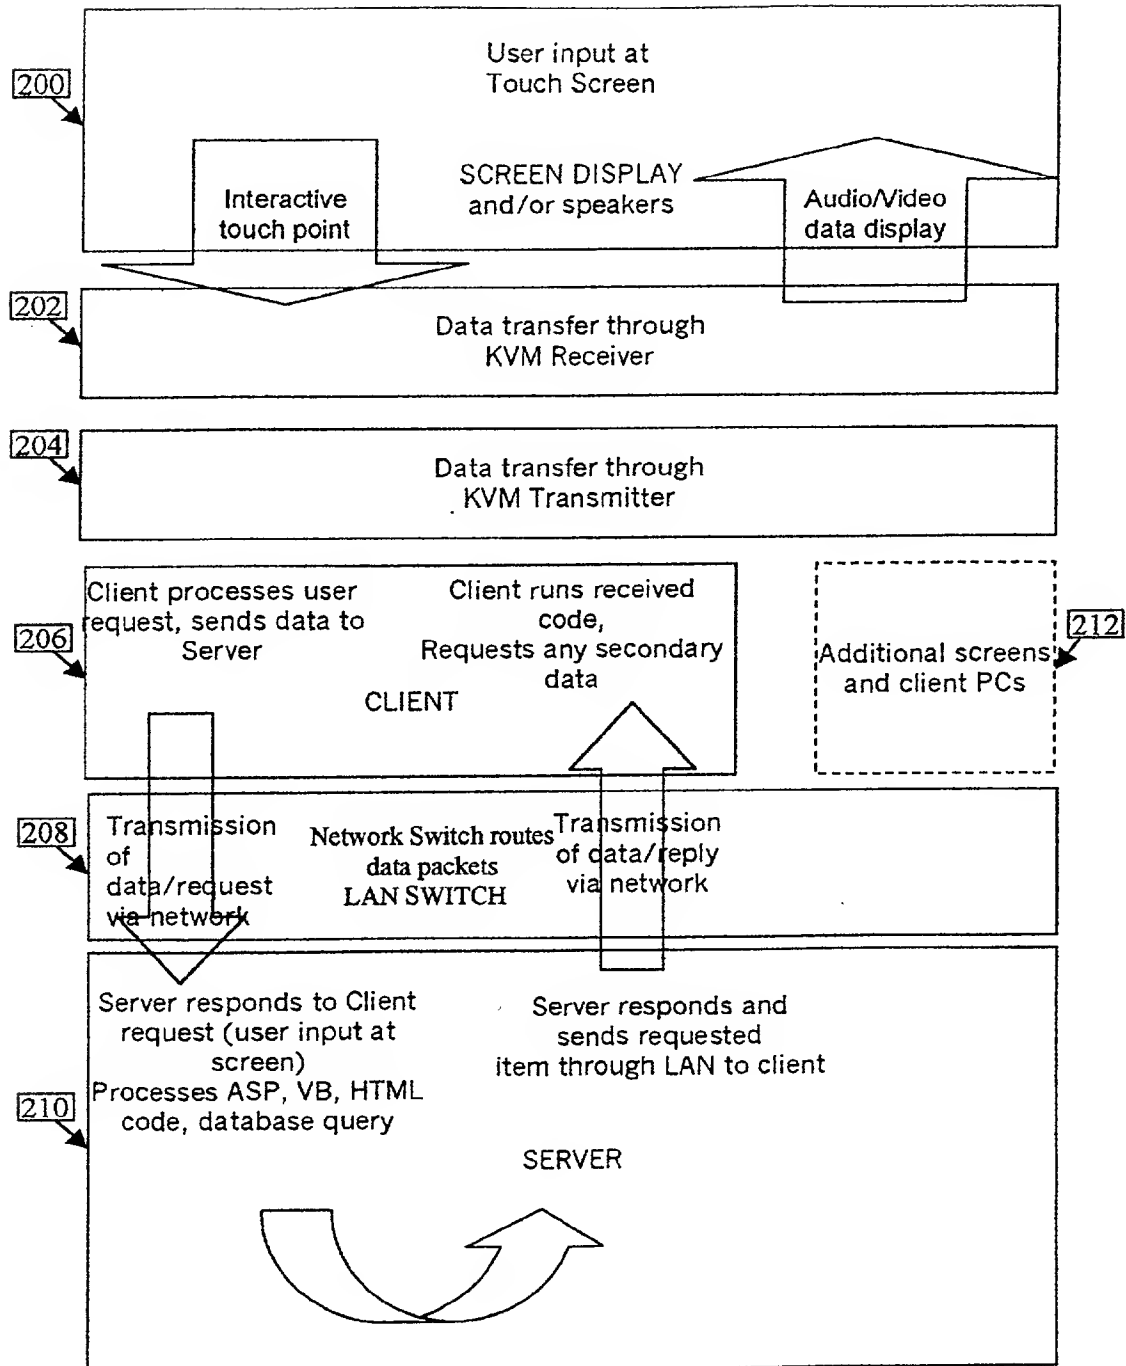 User input at
Touch Screen
200
SCREEN DISPLAY
and/or speakers
Interactive
touch point
Audio/Video
data display
202
Data transfer through
KVM Receiver
204
Data transfer through
KVM Transmitter
206
Client processes user
request, sends data to
Server
Client runs received
code,
Requests any secondary
data
CLIENT
212
Additional screens
and client PCs
208
Transmission
of
data/request
via network
Network Switch routes
data packets
LAN SWITCH
Transmission
of data/reply
via network
210
Server responds to Client
request (user input at
screen)
Processes ASP, VB, HTML
code, database query
Server responds and
sends requested
item through LAN to client
SERVER